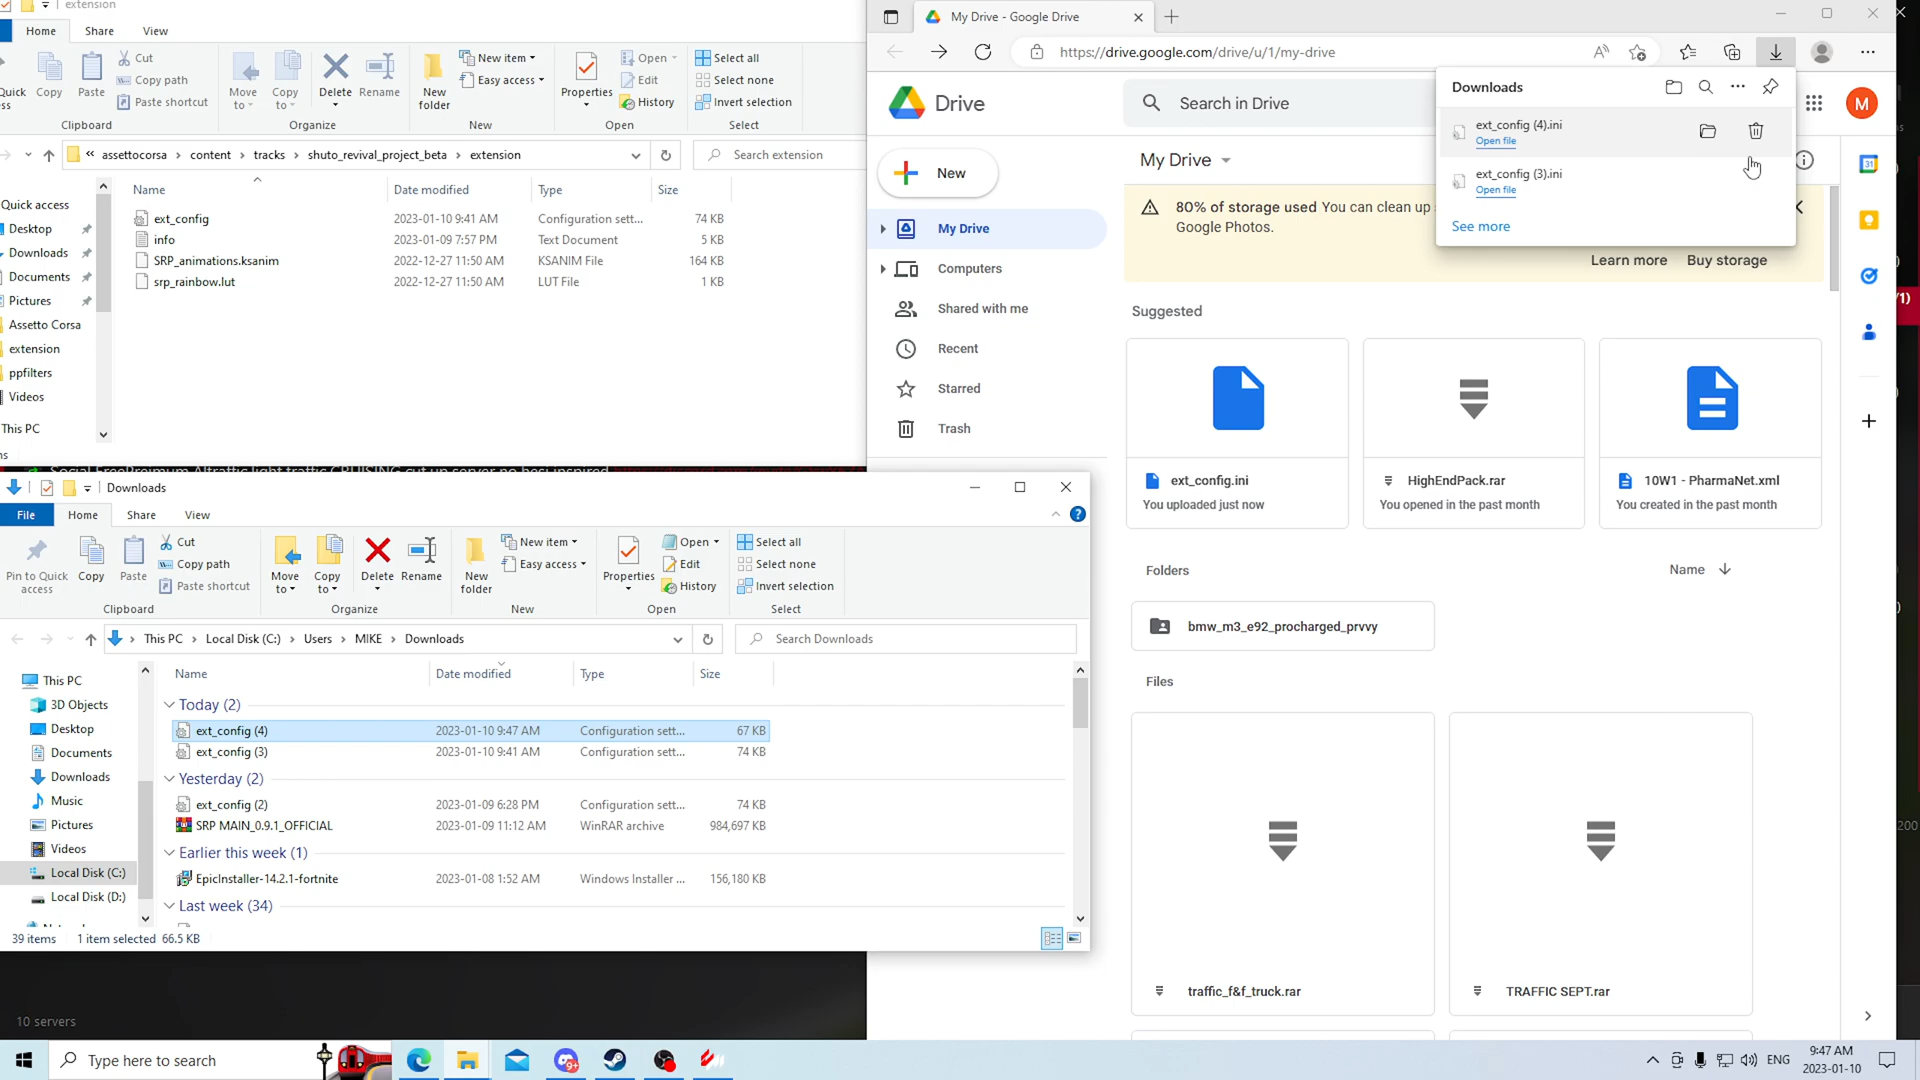 extension
Home
Share
View
Copy
Paste
Cut
Copy path
Paste shortcut
Move to
Copy to
Delete
Rename
New folder
New item
Easy access
Properties
Open
Edit
History
Select all
Select none
Invert selection
Clipboard
Organize
New
Open
Select
« assettocorsa > content > tracks > shuto_revival_project_beta > extension
Search extension
Name
Date modified
Type
Size
ext_config
2023-01-10 9:41 AM
Configuration sett...
74 KB
info
2023-01-09 7:57 PM
Text Document
5 KB
SRP_animations.ksanim
2022-12-27 11:50 AM
KSANIM File
164 KB
srp_rainbow.lut
2022-12-27 11:50 AM
LUT File
1 KB
Quick access
Desktop
Downloads
Documents
Pictures
Assetto Corsa
extension
ppfilters
Videos
This PC
Downloads
File
Home
Share
View
Pin to Quick access
Copy
Paste
Cut
Copy path
Paste shortcut
Move to
Copy to
Delete
Rename
New folder
New item
Easy access
Properties
Open
Edit
History
Select all
Select none
Invert selection
Clipboard
Organize
New
Open
Select
This PC > Local Disk (C:) > Users > MIKE > Downloads
Search Downloads
This PC
3D Objects
Desktop
Documents
Downloads
Music
Pictures
Videos
Local Disk (C:)
Local Disk (D:)
Name
Date modified
Type
Size
Today (2)
ext_config (4)
2023-01-10 9:47 AM
Configuration sett...
67 KB
ext_config (3)
2023-01-10 9:41 AM
Configuration sett...
74 KB
Yesterday (2)
ext_config (2)
2023-01-09 6:28 PM
Configuration sett...
74 KB
SRP MAIN_0.9.1_OFFICIAL
2023-01-09 11:12 AM
WinRAR archive
984,697 KB
Earlier this week (1)
EpicInstaller-14.2.1-fortnite
2023-01-08 1:52 AM
Windows Installer ...
156,180 KB
Last week (34)
39 items
1 item selected 66.5 KB
10 servers
My Drive - Google Drive
https://drive.google.com/drive/u/1/my-drive
Drive
Search in Drive
M
New
My Drive
Computers
Shared with me
Recent
Starred
Trash
My Drive
80% of storage used You can clean up
Google Photos.
Learn more
Buy storage
Downloads
ext_config (4).ini
Open file
ext_config (3).ini
Open file
See more
31
Suggested
ext_config.ini
You uploaded just now
HighEndPack.rar
You opened in the past month
10W1 - PharmaNet.xml
You created in the past month
Folders
Name
bmw_m3_e92_procharged_prvvy
Files
traffic_f&f_truck.rar
TRAFFIC SEPT.rar
/1)
200
Type here to search
9+
ENG
9:47 AM
2023-01-10